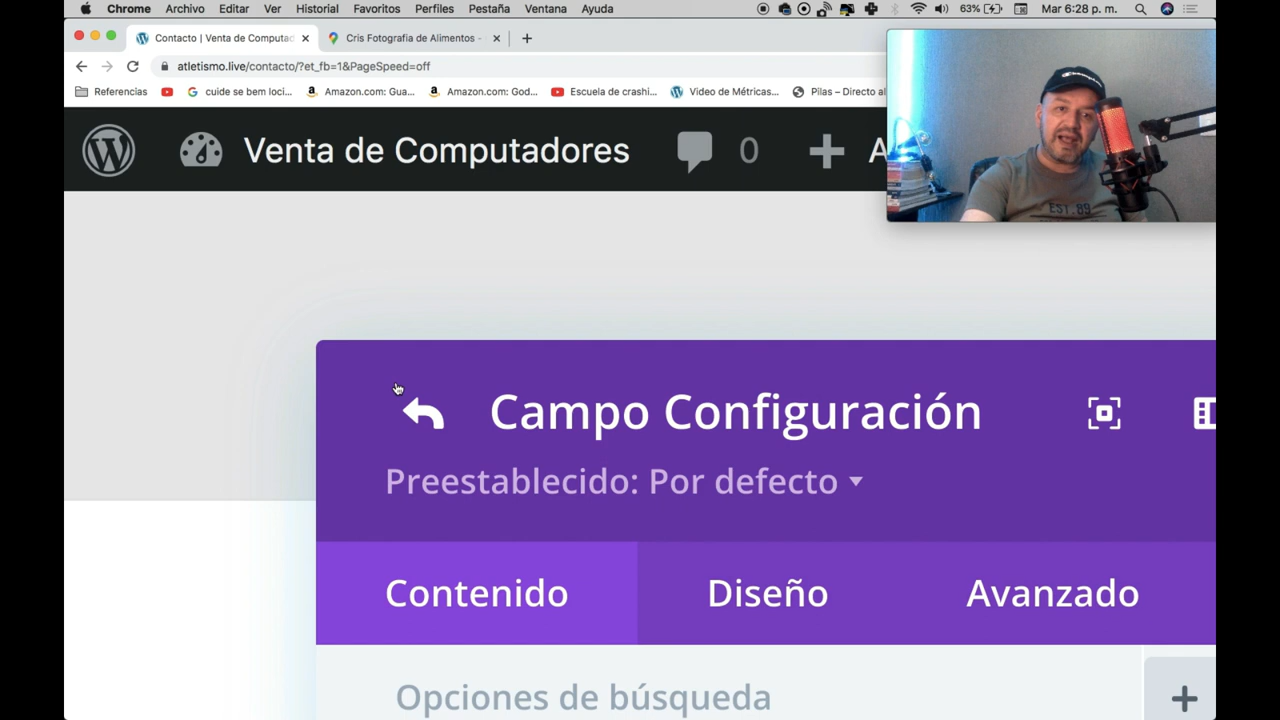 Chrome Archivo Editar Ver Historial Favoritos Perfiles Pestaña Ventana Ayuda 63% Mar 6:28 p. m.
Contacto | Venta de Computad Cris Fotografia de Alimentos -
atletismo.live/contacto/?et_fb=1&PageSpeed=off
Referencias cuide se bem loci... Amazon.com: Gua... Amazon.com: God... Escuela de crashi... Video de Métricas... Pilas – Directo al
Venta de Computadores 0 A
EST. 89
Campo Configuración
Preestablecido: Por defecto
Contenido Diseño Avanzado
Opciones de búsqueda